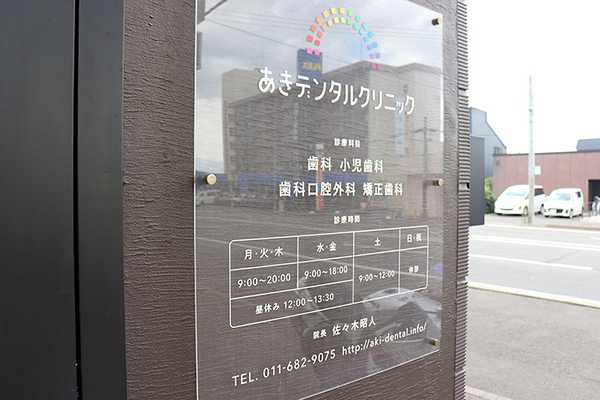 あきデンタルクリニック
診療科目
歯科 小児歯科
歯科口腔外科 矯正歯科
診療時間
月・火・木 水・金 土 日・祝
9:00～20:00 9:00～18:00 9:00～12:00 休診
昼休み 12:00～13:30
院長 佐々木昭人
TEL. 011-682-9075 http://aki-dental.info/